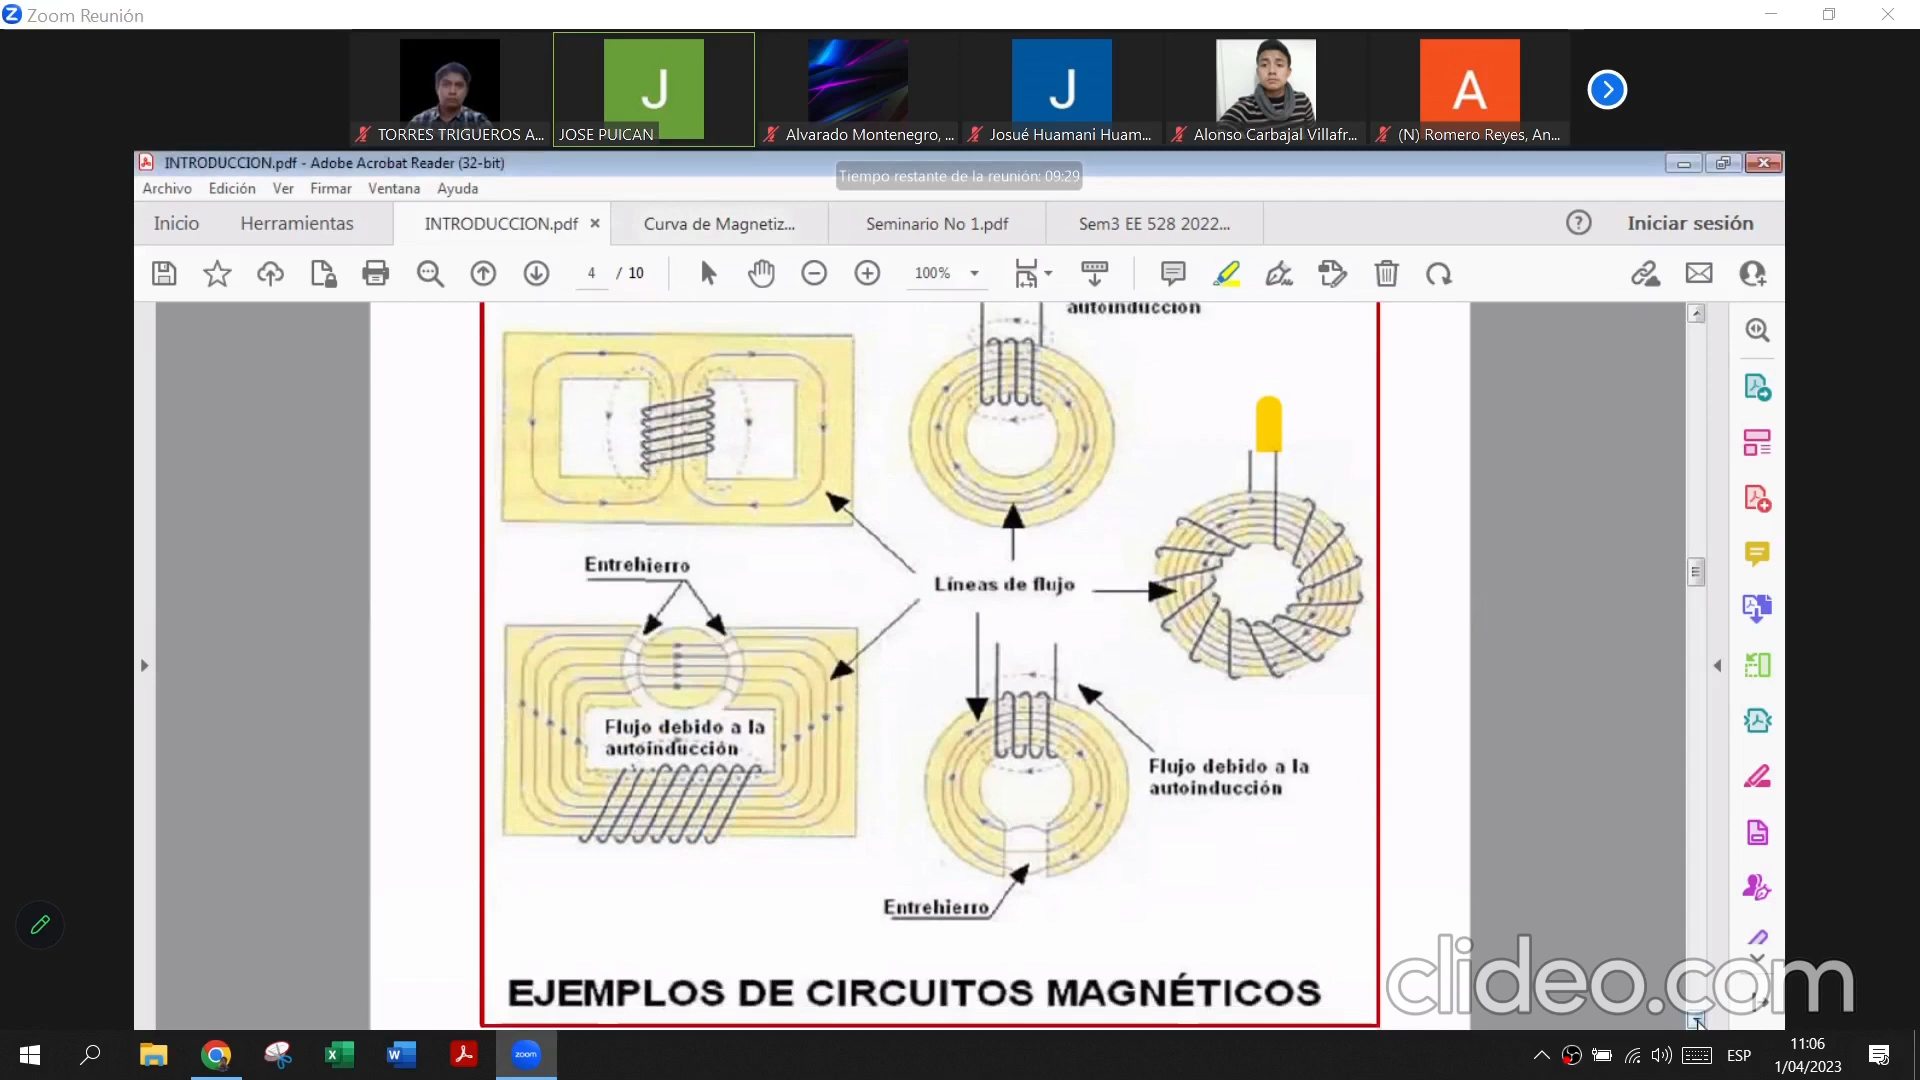 Zoom Reunión
TORRES TRIGUEROS A...
J
JOSE PUICAN
Alvarado Montenegro, ...
J
Josué Huamani Huam...
Alonso Carbajal Villafr...
A
(N) Romero Reyes, An...
INTRODUCCION.pdf - Adobe Acrobat Reader (32-bit)
Tiempo restante de la reunión: 09:29
Archivo Edición Ver Firmar Ventana Ayuda
Inicio Herramientas INTRODUCCION.pdf Curva de Magnetiz... Seminario No 1.pdf Sem3 EE 528 2022... Iniciar sesión
4 / 10 100%
autoinducción
Entrehierro
Líneas de flujo
Flujo debido a la
autoinducción
Flujo debido a la
autoinducción
Entrehierro
EJEMPLOS DE CIRCUITOS MAGNÉTICOS
clideo.com
zoom
ESP
11:06
1/04/2023